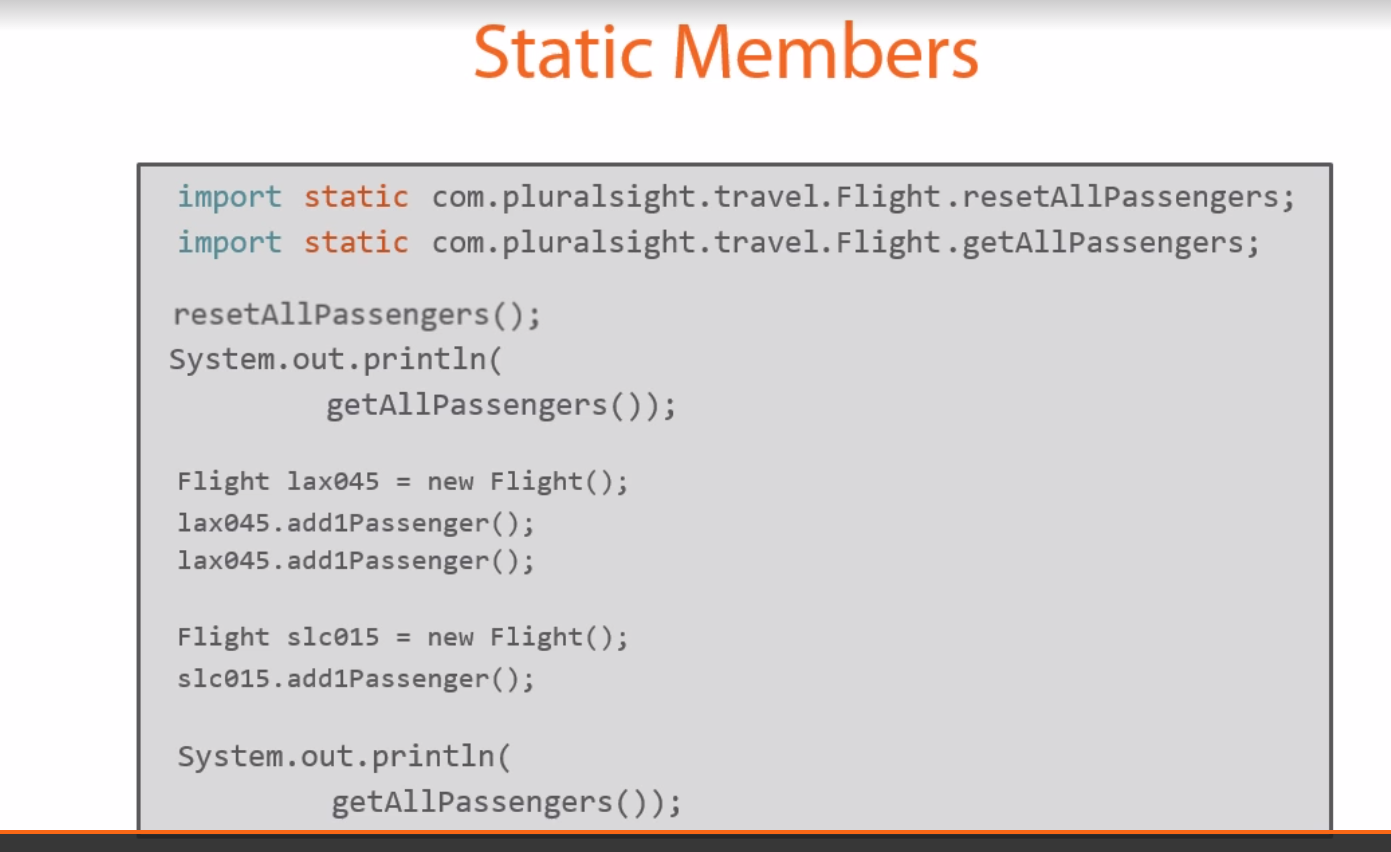 Static Members
import static com.pluralsight.travel.Flight.resetAllPassengers;
import static com.pluralsight.travel.Flight.getAllPassengers;
resetAllPassengers();
System.out.println(
getAllPassengers());
Flight lax045 = new Flight();
lax045.add1Passenger();
lax045.add1Passenger();
Flight slc015 = new Flight();
slc015.add1Passenger();
System.out.println(
getAllPassengers());